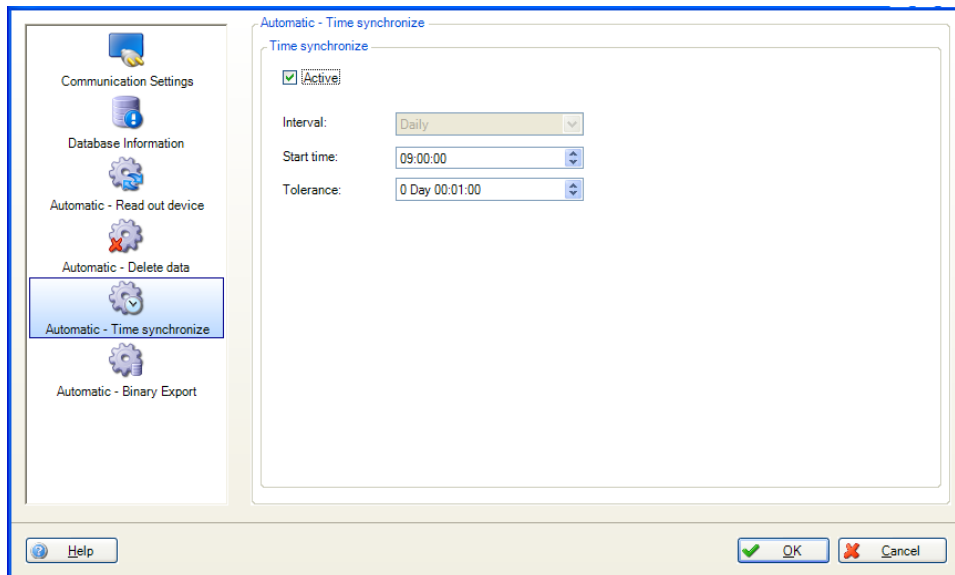 Communication Settings
Database Information
Automatic - Read out device
Automatic - Delete data
Automatic - Time synchronize
Automatic - Binary Export
Automatic - Time synchronize
Time synchronize
Active
Interval: Daily
Start time: 09:00:00
Tolerance: 0 Day 00:01:00
Help OK Cancel